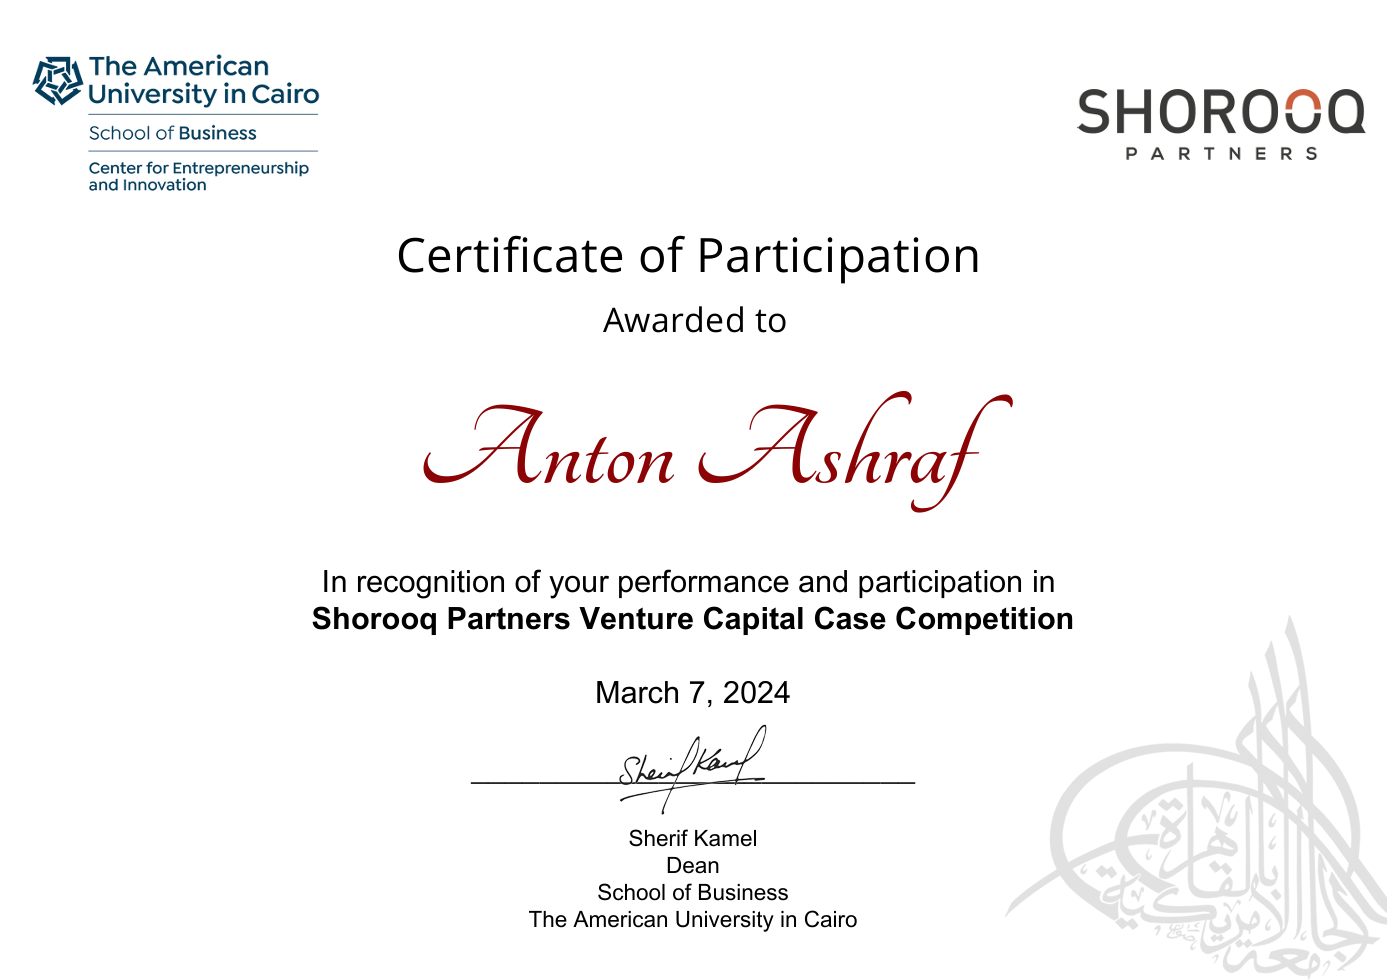 The American
University in Cairo
School of Business
Center for Entrepreneurship
and Innovation
SHOROOQ
PARTNERS
Certificate of Participation
Awarded to
Anton Ashraf
In recognition of your performance and participation in
Shorooq Partners Venture Capital Case Competition
March 7, 2024
Sherif Kamel
Sherif Kamel
Dean
School of Business
The American University in Cairo
الجامعة الأمريكية بالقاهرة